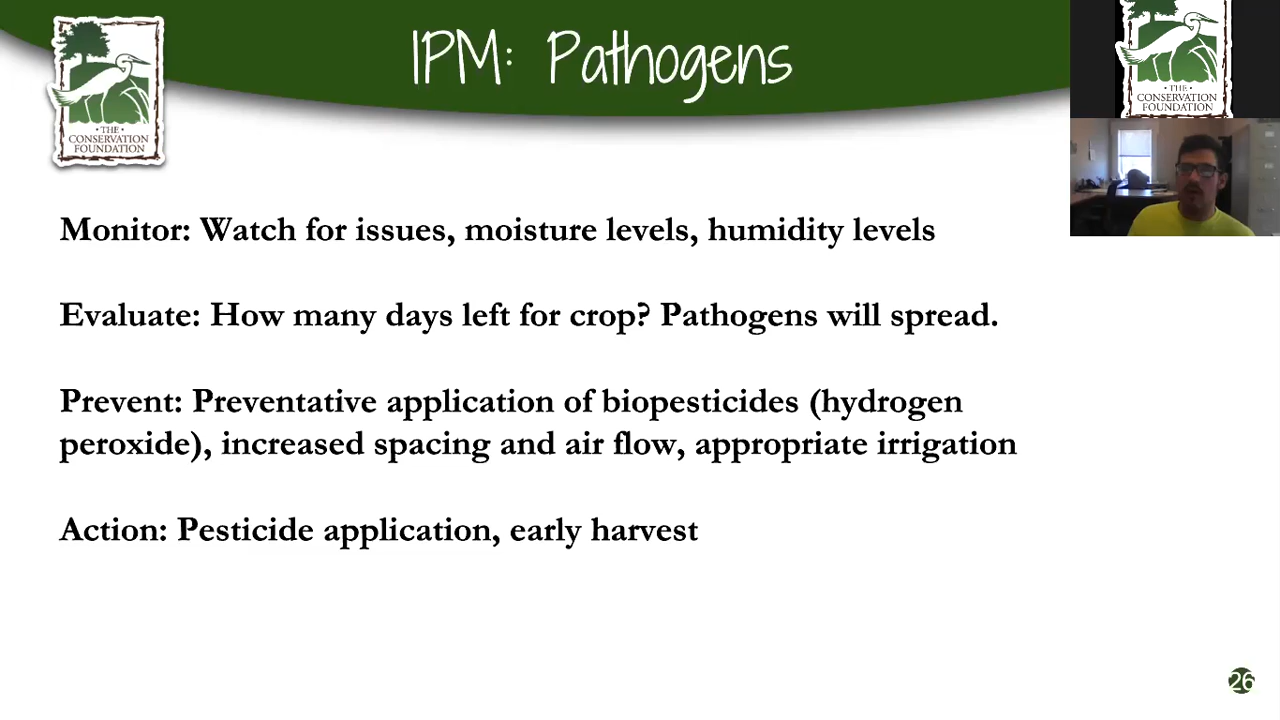 IPM: Pathogens
• THE •
CONSERVATION
FOUNDATION
• THE •
CONSERVATION
FOUNDATION
Monitor: Watch for issues, moisture levels, humidity levels
Evaluate: How many days left for crop? Pathogens will spread.
Prevent: Preventative application of biopesticides (hydrogen
peroxide), increased spacing and air flow, appropriate irrigation
Action: Pesticide application, early harvest
26